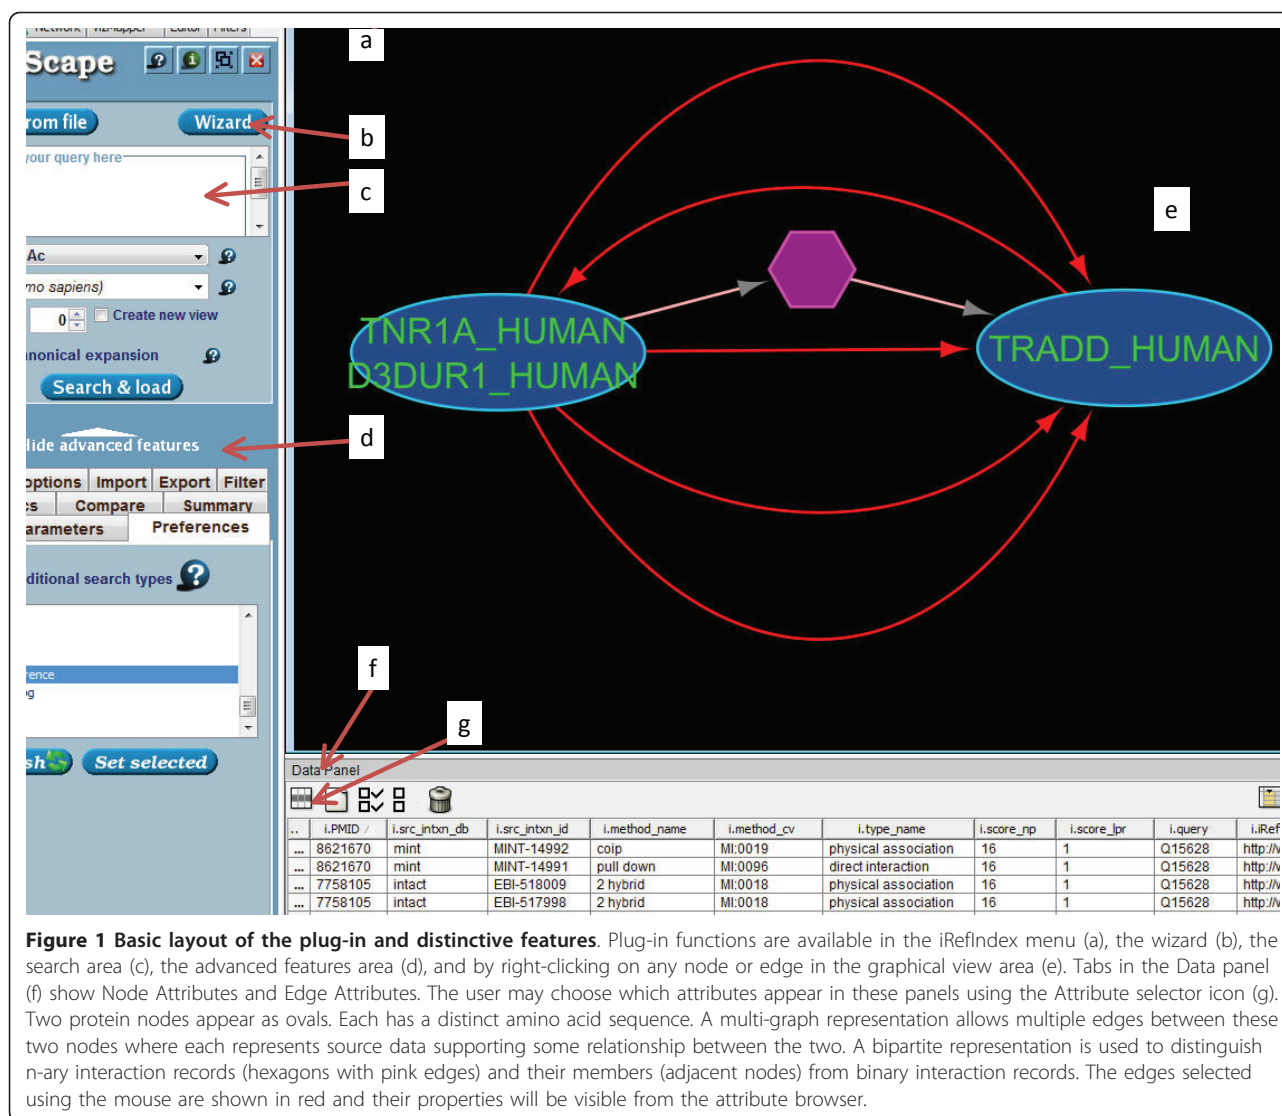 Network VizMapper Editor Filters
a
Scape
rom file Wizard
b
your query here
c
e
Ac
mo sapiens)
0 Create new view
anonical expansion
Search & load
TNR1A_HUMAN
D3DUR1_HUMAN
TRADD_HUMAN
d
Hide advanced features
options Import Export Filter
cs Compare Summary
arameters Preferences
ditional search types
f
rence
og
g
sh Set selected
Data Panel
.. i.PMID / i.src_intxn_db i.src_intxn_id i.method_name i.method_cv i.type_name i.score_np i.score_lpr i.query i.iRef
... 8621670 mint MINT-14992 coip MI:0019 physical association 16 1 Q15628 http://w
... 8621670 mint MINT-14991 pull down MI:0096 direct interaction 16 1 Q15628 http://w
... 7758105 intact EBI-518009 2 hybrid MI:0018 physical association 16 1 Q15628 http://w
... 7758105 intact EBI-517998 2 hybrid MI:0018 physical association 16 1 Q15628 http://w
Figure 1 Basic layout of the plug-in and distinctive features. Plug-in functions are available in the iRefIndex menu (a), the wizard (b), the
search area (c), the advanced features area (d), and by right-clicking on any node or edge in the graphical view area (e). Tabs in the Data panel
(f) show Node Attributes and Edge Attributes. The user may choose which attributes appear in these panels using the Attribute selector icon (g).
Two protein nodes appear as ovals. Each has a distinct amino acid sequence. A multi-graph representation allows multiple edges between these
two nodes where each represents source data supporting some relationship between the two. A bipartite representation is used to distinguish
n-ary interaction records (hexagons with pink edges) and their members (adjacent nodes) from binary interaction records. The edges selected
using the mouse are shown in red and their properties will be visible from the attribute browser.